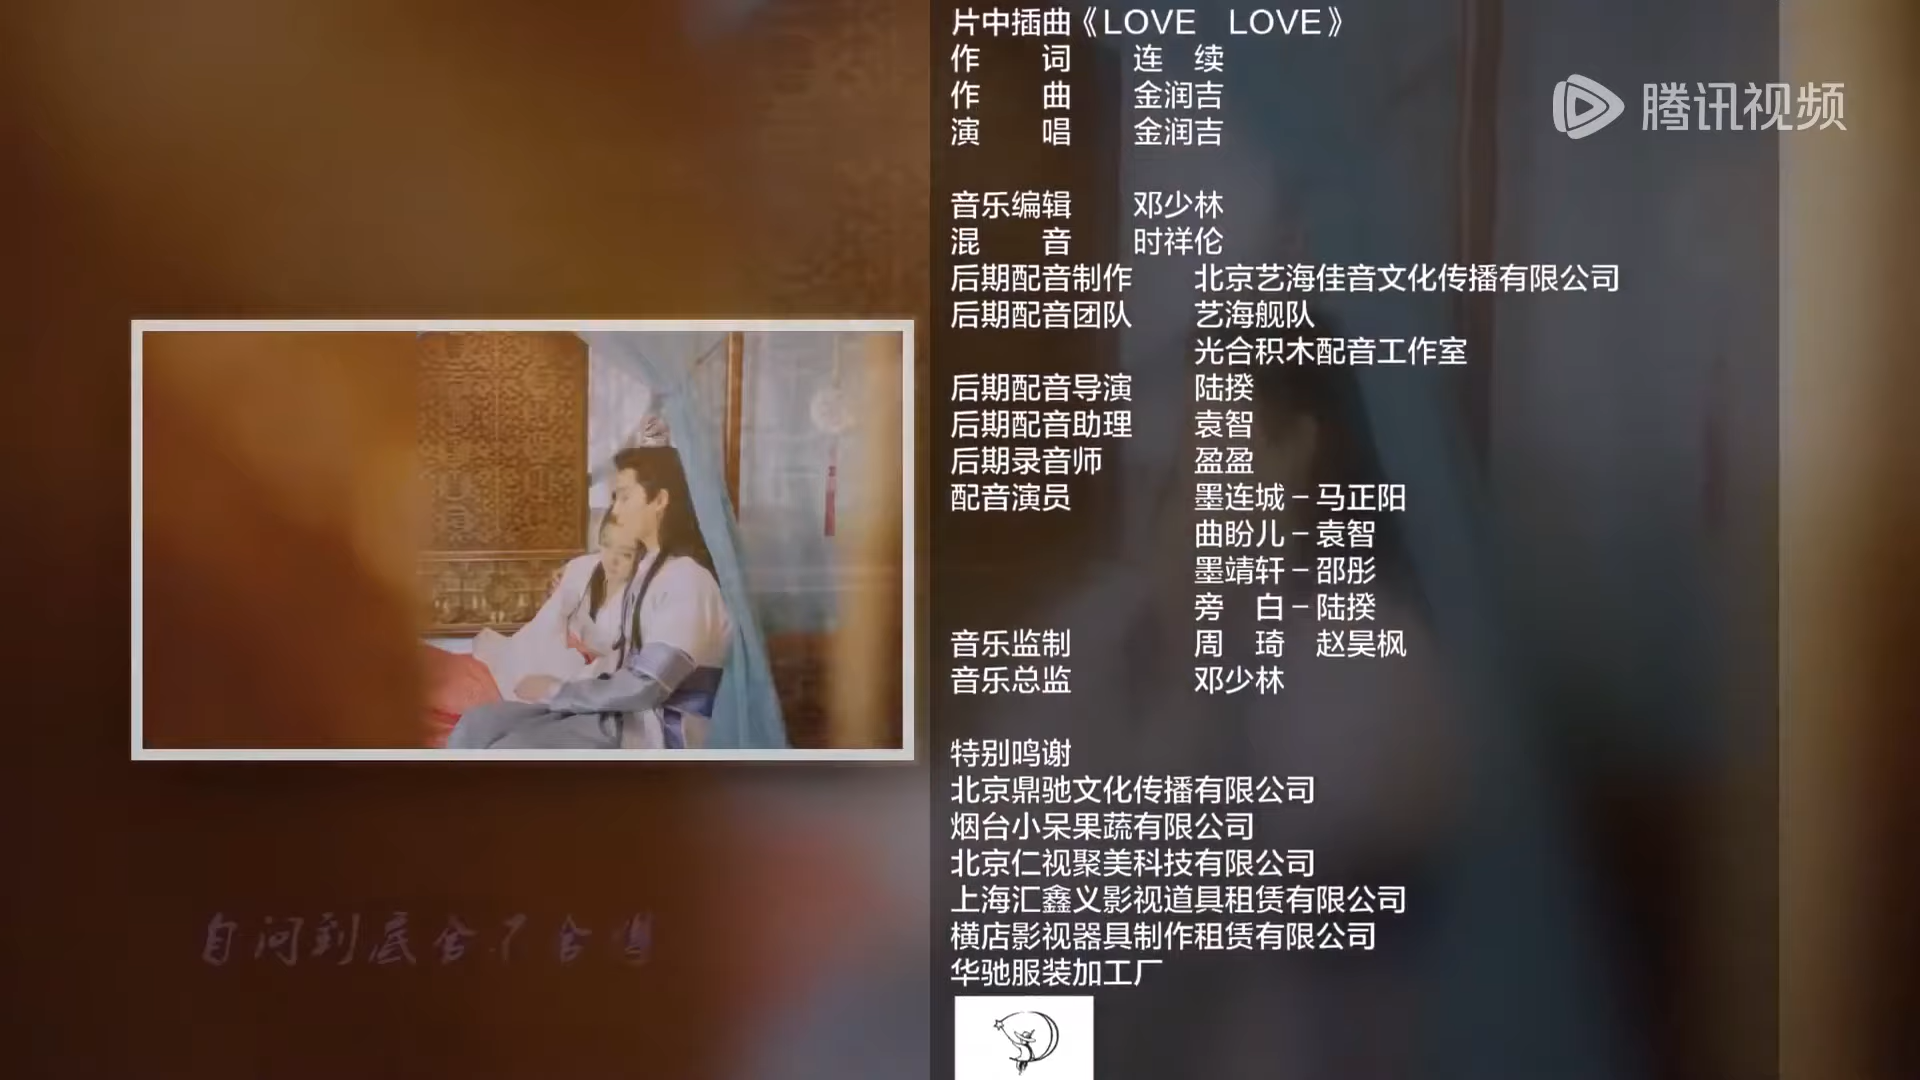 片中插曲《LOVE LOVE》
作 词 连 续
作 曲 金润吉
演 唱 金润吉
腾讯视频
音乐编辑 邓少林
混 音 时祥伦
后期配音制作 北京艺海佳音文化传播有限公司
后期配音团队 艺海舰队
光合积木配音工作室
后期配音导演 陆揆
后期配音助理 袁智
后期录音师 盈盈
配音演员 墨连城－马正阳
曲盼儿－袁智
墨靖轩－邵彤
旁 白－陆揆
音乐监制 周 琦 赵昊枫
音乐总监 邓少林
特别鸣谢
北京鼎驰文化传播有限公司
烟台小呆果蔬有限公司
北京仁视聚美科技有限公司
上海汇鑫义影视道具租赁有限公司
横店影视器具制作租赁有限公司
华驰服装加工厂
自问到底舍不舍得